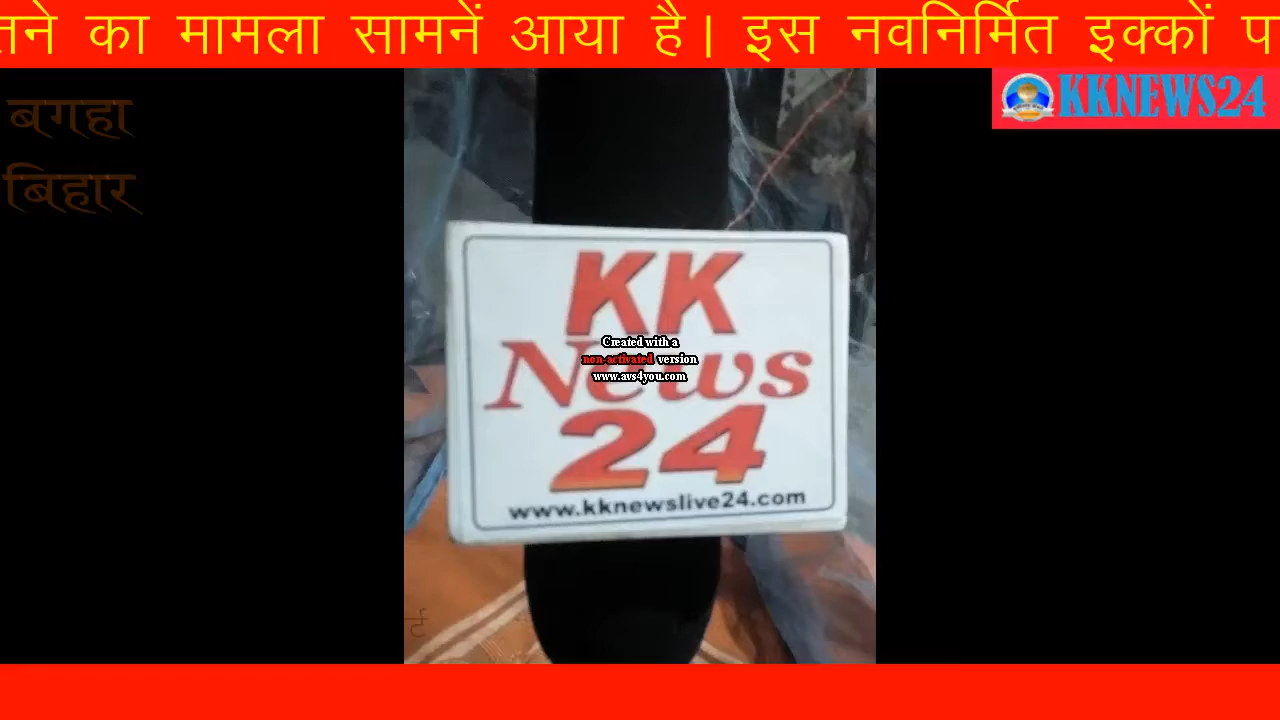 का मामला सामनें आया है। इस नवनिर्मित इक्कों
KKNEWS24
बगहा
बिहार
KK
News
24
www.kknewslive24.com
Created with a
non-activated version
www.avs4you.com